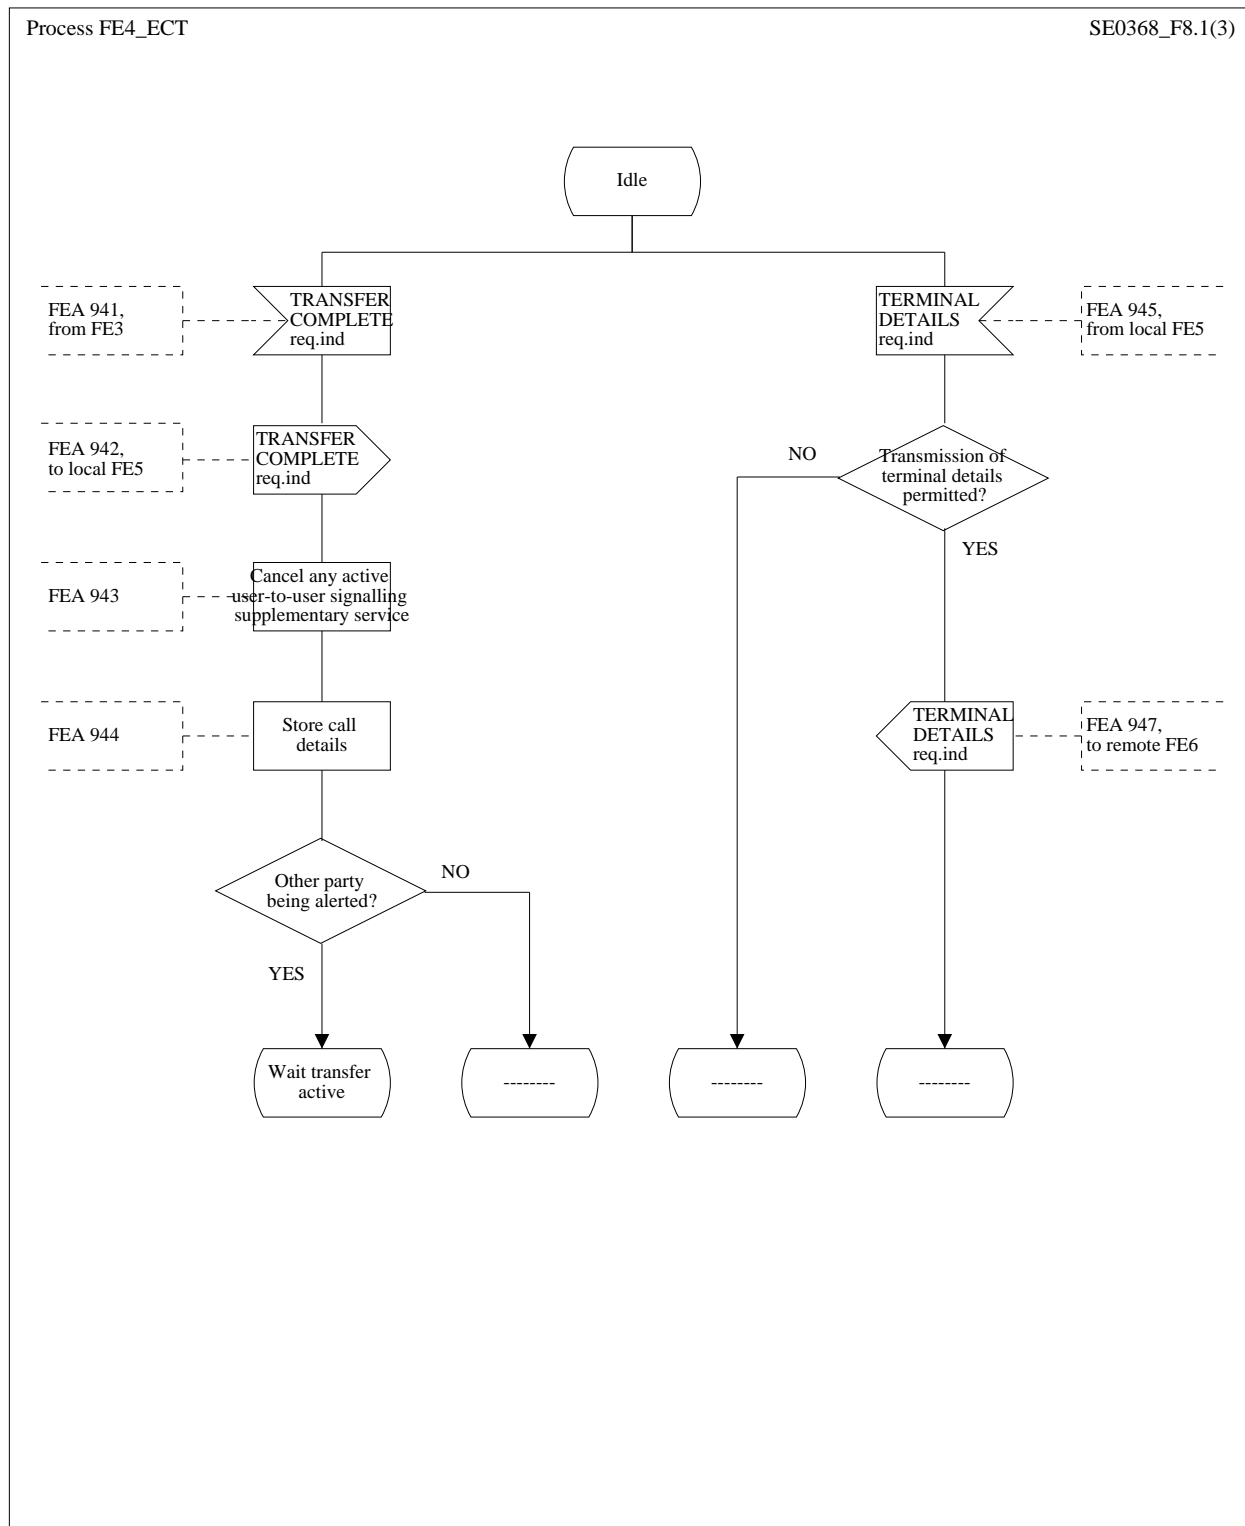 Process FE4_ECT
SE0368_F8.1(3)
Idle
FEA 941,
from FE3
TRANSFER
COMPLETE
req.ind
TERMINAL
DETAILS
req.ind
FEA 945,
from local FE5
FEA 942,
to local FE5
TRANSFER
COMPLETE
req.ind
NO
Transmission of
terminal details
permitted?
YES
FEA 943
Cancel any active
user-to-user signalling
supplementary service
FEA 944
Store call
details
TERMINAL
DETAILS
req.ind
FEA 947,
to remote FE6
Other party
being alerted?
NO
YES
Wait transfer
active
--------
--------
--------